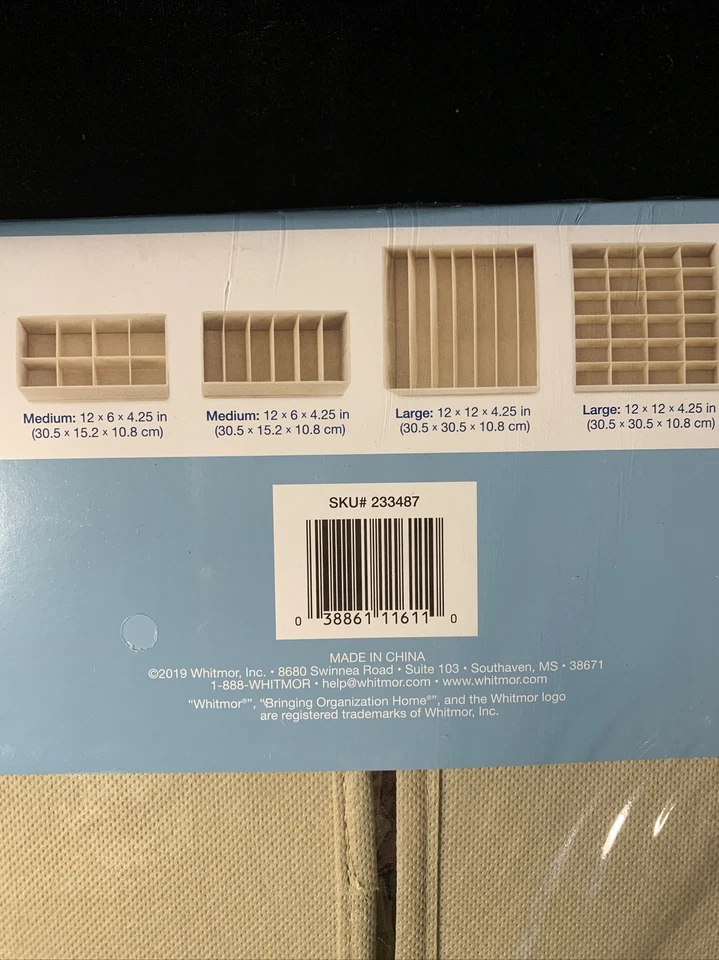 Medium: 12 × 6 × 4.25 in
(30.5 × 15.2 × 10.8 cm)
Medium: 12 × 6 × 4.25 in
(30.5 × 15.2 × 10.8 cm)
Large: 12 × 12 × 4.25 in
(30.5 × 30.5 × 10.8 cm)
Large: 12 × 12 × 4.25 in
(30.5 × 30.5 × 10.8 cm)
SKU# 233487
0 38861 11611 0
MADE IN CHINA
©2019 Whitmor, Inc. • 8680 Swinnea Road • Suite 103 • Southaven, MS • 38671
1-888-WHITMOR • help@whitmor.com • www.whitmor.com
"Whitmor®", "Bringing Organization Home®", and the Whitmor logo
are registered trademarks of Whitmor, Inc.